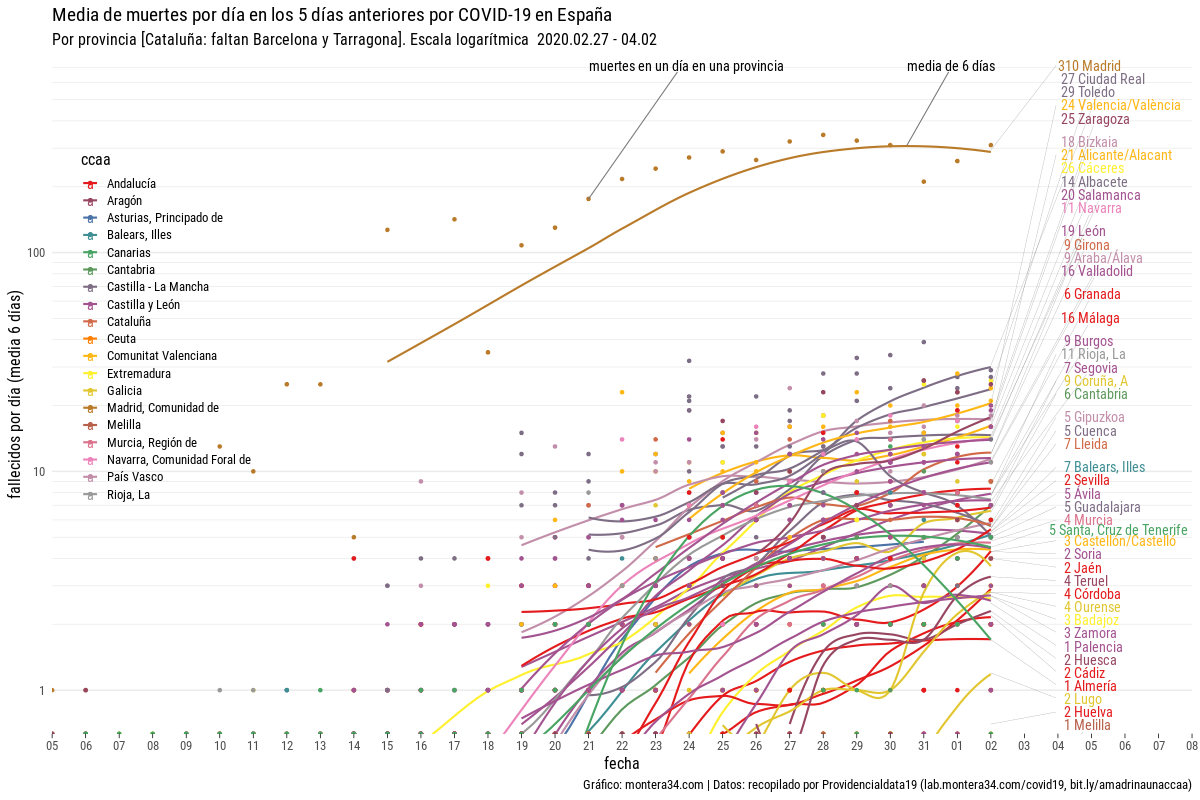 Media de muertes por día en los 5 días anteriores por COVID-19 en España
Por provincia [Cataluña: faltan Barcelona y Tarragona]. Escala logarítmica 2020.02.27 - 04.02
muertes en un día en una provincia
media de 6 días
310 Madrid
27 Ciudad Real
29 Toledo
24 Valencia/València
25 Zaragoza
18 Bizkaia
21 Alicante/Alacant
26 Cáceres
14 Albacete
20 Salamanca
11 Navarra
19 León
9 Girona
9 Araba/Álava
16 Valladolid
6 Granada
16 Málaga
9 Burgos
11 Rioja, La
7 Segovia
9 Coruña, A
6 Cantabria
5 Gipuzkoa
5 Cuenca
7 Lleida
7 Balears, Illes
2 Sevilla
5 Ávila
5 Guadalajara
4 Murcia
5 Santa, Cruz de Tenerife
3 Castellón/Castelló
2 Soria
2 Jaén
4 Teruel
4 Córdoba
4 Ourense
3 Badajoz
3 Zamora
1 Palencia
2 Huesca
2 Cádiz
1 Almería
2 Lugo
2 Huelva
1 Melilla
ccaa
Andalucía
Aragón
Asturias, Principado de
Balears, Illes
Canarias
Cantabria
Castilla - La Mancha
Castilla y León
Cataluña
Ceuta
Comunitat Valenciana
Extremadura
Galicia
Madrid, Comunidad de
Melilla
Murcia, Región de
Navarra, Comunidad Foral de
País Vasco
Rioja, La
fallecidos por día (media 6 días)
100
10
1
05 06 07 08 09 10 11 12 13 14 15 16 17 18 19 20 21 22 23 24 25 26 27 28 29 30 31 01 02 03 04 05 06 07 08
fecha
Gráfico: montera34.com | Datos: recopilado por Providencialdata19 (lab.montera34.com/covid19, bit.ly/amadrinaunaccaa)